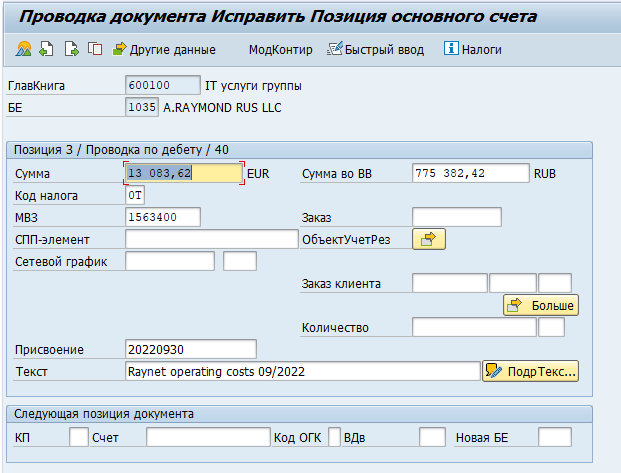 Проводка документа Исправить Позиция основного счета
Другие данные МодКонтир Быстрый ввод Налоги
ГлавКнига 600100 IT услуги группы
БЕ 1035 A.RAYMOND RUS LLC
Позиция 3 / Проводка по дебету / 40
Сумма 13 083,62 EUR Сумма во ВВ 775 382,42 RUB
Код налога 0T
МВЗ 1563400 Заказ
СПП-элемент ОбъектУчетРез
Сетевой график
Заказ клиента
Больше
Количество
Присвоение 20220930
Текст Raynet operating costs 09/2022 ПодрТекс...
Следующая позиция документа
КП Счет Код ОГК ВДв Новая БЕ